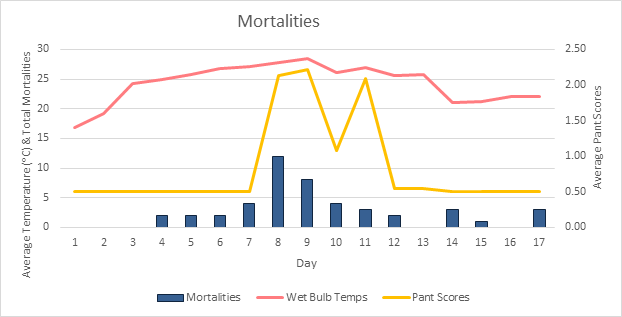 Mortalities
Average Temperature (°C) & Total Mortalities
30
25
20
15
10
5
0
2.50
2.00
1.50
1.00
0.50
0.00
Average Pant Scores
1 2 3 4 5 6 7 8 9 10 11 12 13 14 15 16 17
Day
Mortalities Wet Bulb Temps Pant Scores